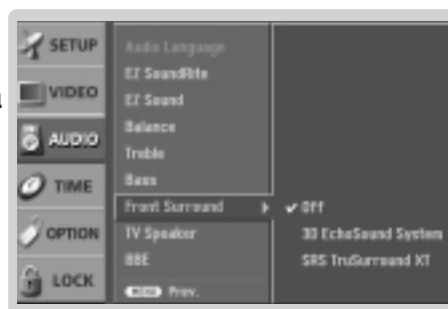 SETUP
VIDEO
AUDIO
TIME
OPTION
LOCK
Audio Language
EZ SoundRite
EZ Sound
Balance
Treble
Bass
Front Surround
TV Speaker
BBE
MENU Prev.
Off
3D EchoSound System
SRS TruSurround XT